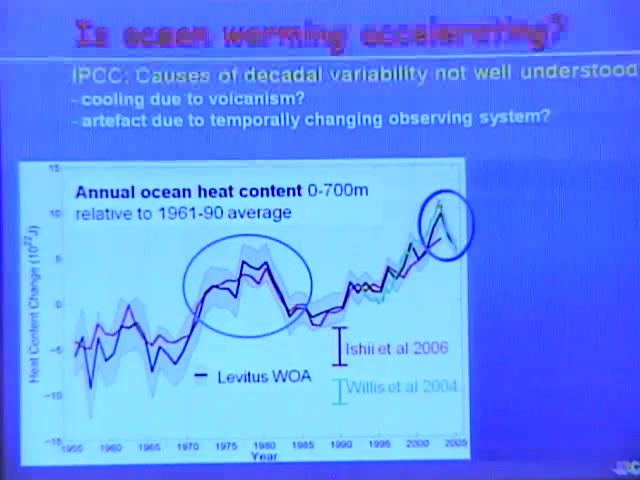 Is ocean warming accelerating?
IPCC: Causes of decadal variability not well understood
- cooling due to volcanism?
- artefact due to temporally changing observing system?
Annual ocean heat content 0-700m
relative to 1961-90 average
Heat Content Change (10²²J)
15
10
5
0
-5
-10
-15
Ishii et al 2006
Levitus WOA
Willis et al 2004
1955 1960 1965 1970 1975 1980 1985 1990 1995 2000 2005
Year